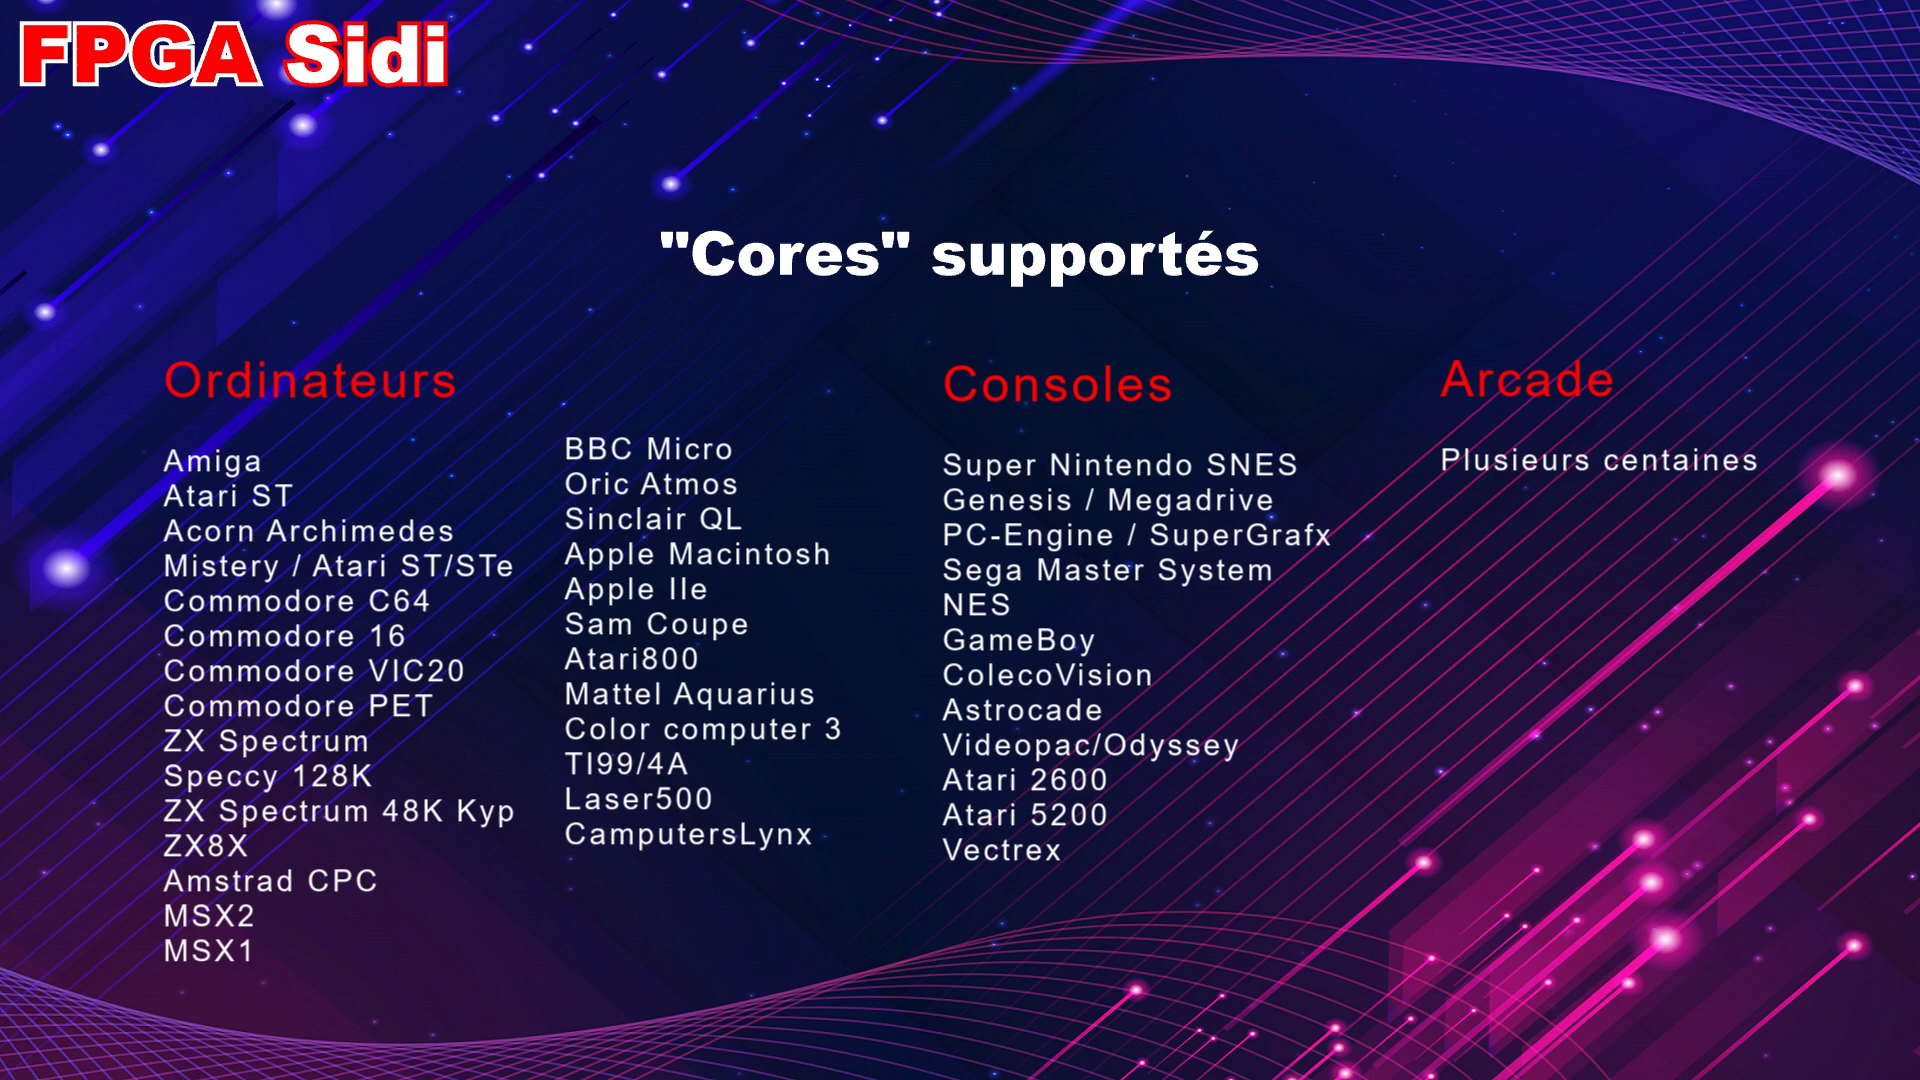 FPGA Sidi
"Cores" supportés
Ordinateurs
Amiga
Atari ST
Acorn Archimedes
Mistery / Atari ST/STe
Commodore C64
Commodore 16
Commodore VIC20
Commodore PET
ZX Spectrum
Speccy 128K
ZX Spectrum 48K Kyp
ZX8X
Amstrad CPC
MSX2
MSX1
BBC Micro
Oric Atmos
Sinclair QL
Apple Macintosh
Apple IIe
Sam Coupe
Atari800
Mattel Aquarius
Color computer 3
TI99/4A
Laser500
CamputersLynx
Consoles
Super Nintendo SNES
Genesis / Megadrive
PC-Engine / SuperGrafx
Sega Master System
NES
GameBoy
ColecoVision
Astrocade
Videopac/Odyssey
Atari 2600
Atari 5200
Vectrex
Arcade
Plusieurs centaines